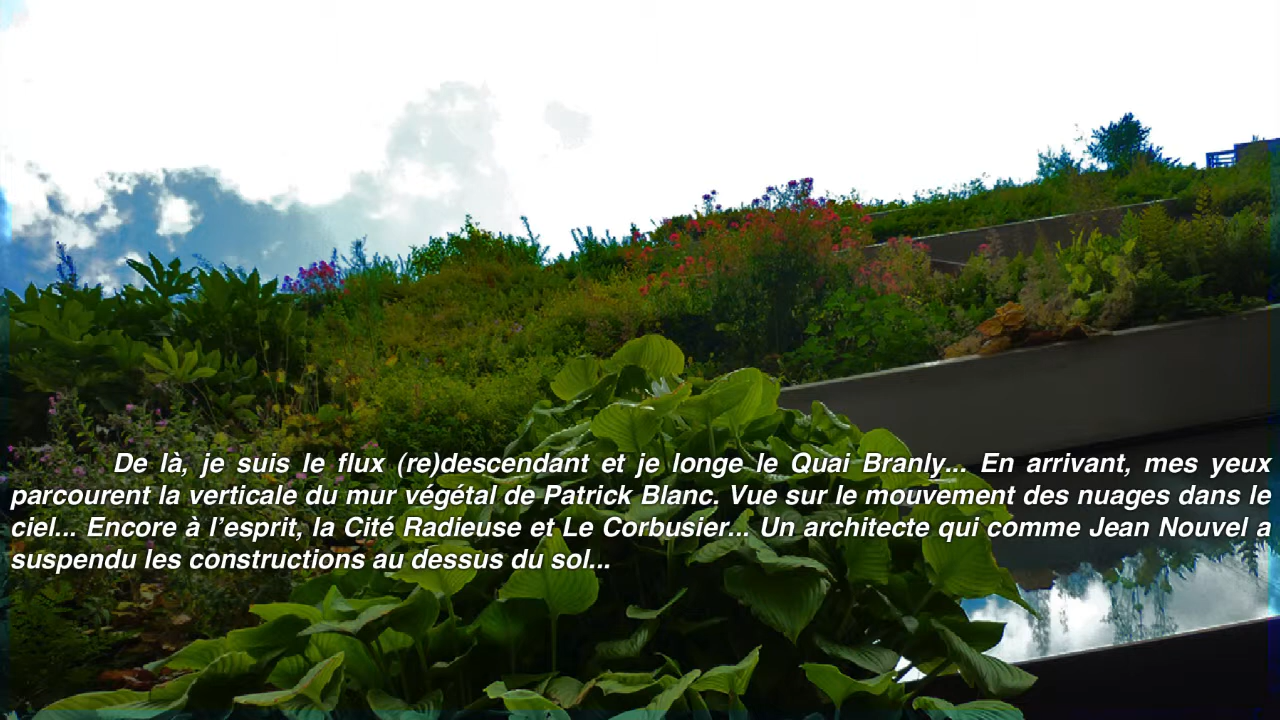 De là, je suis le flux (re)descendant et je longe le Quai Branly... En arrivant, mes yeux
parcourent la verticale du mur végétal de Patrick Blanc. Vue sur le mouvement des nuages dans le
ciel... Encore à l’esprit, la Cité Radieuse et Le Corbusier... Un architecte qui comme Jean Nouvel a
suspendu les constructions au dessus du sol...